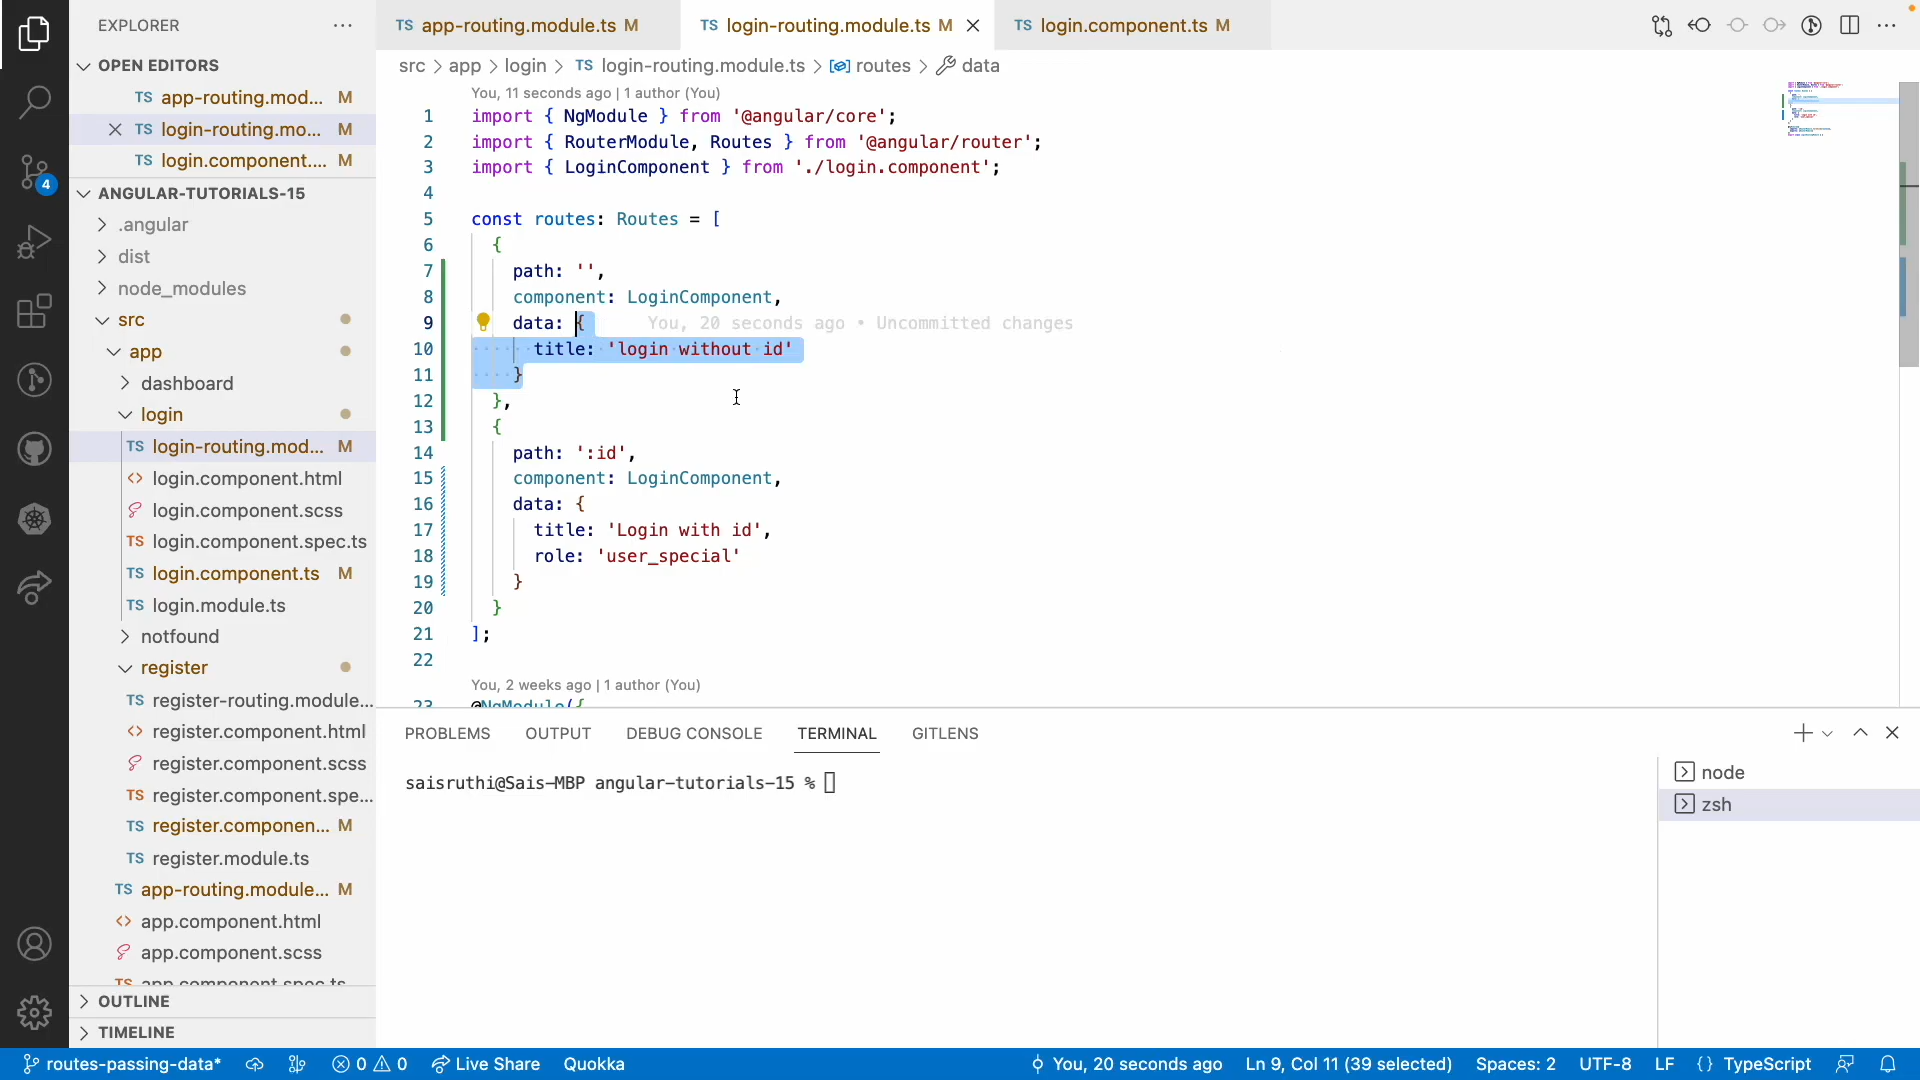 EXPLORER
OPEN EDITORS
TS app-routing.mod... M
TS login-routing.mo... M
TS login.component.... M
ANGULAR-TUTORIALS-15
.angular
dist
node_modules
src
app
dashboard
login
TS login-routing.mod... M
<> login.component.html
login.component.scss
TS login.component.spec.ts
TS login.component.ts M
TS login.module.ts
notfound
register
TS register-routing.module...
<> register.component.html
register.component.scss
TS register.component.spe...
TS register.componen... M
TS register.module.ts
TS app-routing.module... M
<> app.component.html
app.component.scss
TS app.component.spec.ts
OUTLINE
TIMELINE
4
TS app-routing.module.ts M
TS login-routing.module.ts M
TS login.component.ts M
src > app > login > TS login-routing.module.ts > routes > data
You, 11 seconds ago | 1 author (You)
1 import { NgModule } from '@angular/core';
2 import { RouterModule, Routes } from '@angular/router';
3 import { LoginComponent } from './login.component';
4
5 const routes: Routes = [
6 {
7 path: '',
8 component: LoginComponent,
9 data: { You, 20 seconds ago • Uncommitted changes
10 title: 'login without id'
11 }
12 },
13 {
14 path: ':id',
15 component: LoginComponent,
16 data: {
17 title: 'Login with id',
18 role: 'user_special'
19 }
20 }
21 ];
22
You, 2 weeks ago | 1 author (You)
23 @NgModule({
PROBLEMS OUTPUT DEBUG CONSOLE TERMINAL GITLENS
saisruthi@Sais-MBP angular-tutorials-15 %
node
zsh
routes-passing-data* 0 0 Live Share Quokka You, 20 seconds ago Ln 9, Col 11 (39 selected) Spaces: 2 UTF-8 LF {} TypeScript